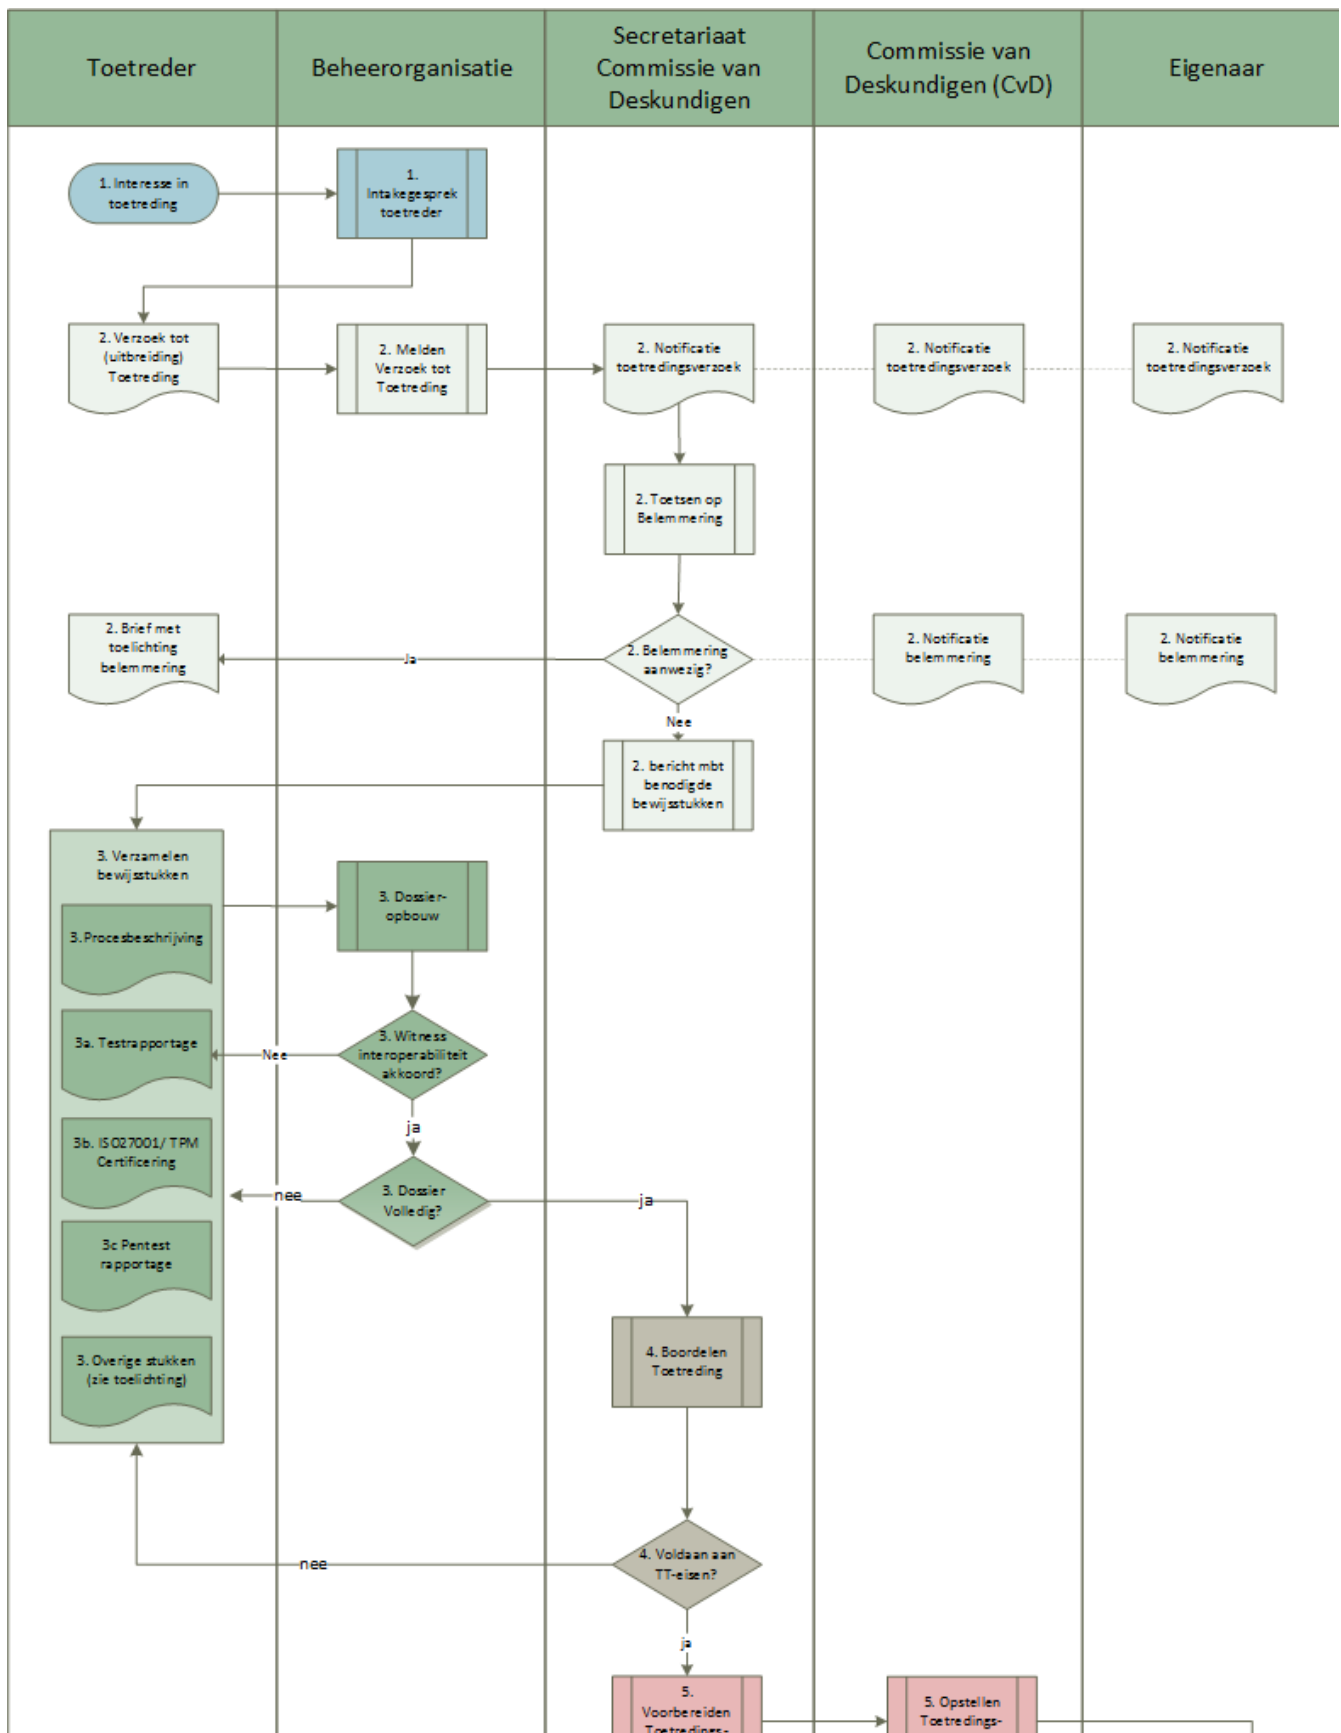 Toetreder
Beheerorganisatie
Secretariaat
Commissie van
Deskundigen
Commissie van
Deskundigen (CvD)
Eigenaar
1. Interesse in
toetreding
1.
Intakegesprek
toetreder
2. Verzoek tot
(uitbreiding)
Toetreding
2. Melden
Verzoek tot
Toetreding
2. Notificatie
toetredingsverzoek
2. Notificatie
toetredingsverzoek
2. Notificatie
toetredingsverzoek
2. Toetsen op
Belemmering
2. Brief met
toelichting
belemmering
Ja
2. Belemmering
aanwezig?
2. Notificatie
belemmering
2. Notificatie
belemmering
Nee
2. bericht mbt
benodigde
bewijsstukken
3. Verzamelen
bewijsstukken
3. Dossier-
opbouw
3. Procesbeschrijving
3a. Testrapportage
Nee
3. Witness
interoperabiliteit
akkoord?
ja
3b. ISO27001/ TPM
Certificering
nee
3. Dossier
Volledig?
ja
3c Pentest
rapportage
3. Overige stukken
(zie toelichting)
4. Boordelen
Toetreding
nee
4. Voldaan aan
TT-eisen?
ja
5.
Voorbereiden
Toetredings-
5. Opstellen
Toetredings-